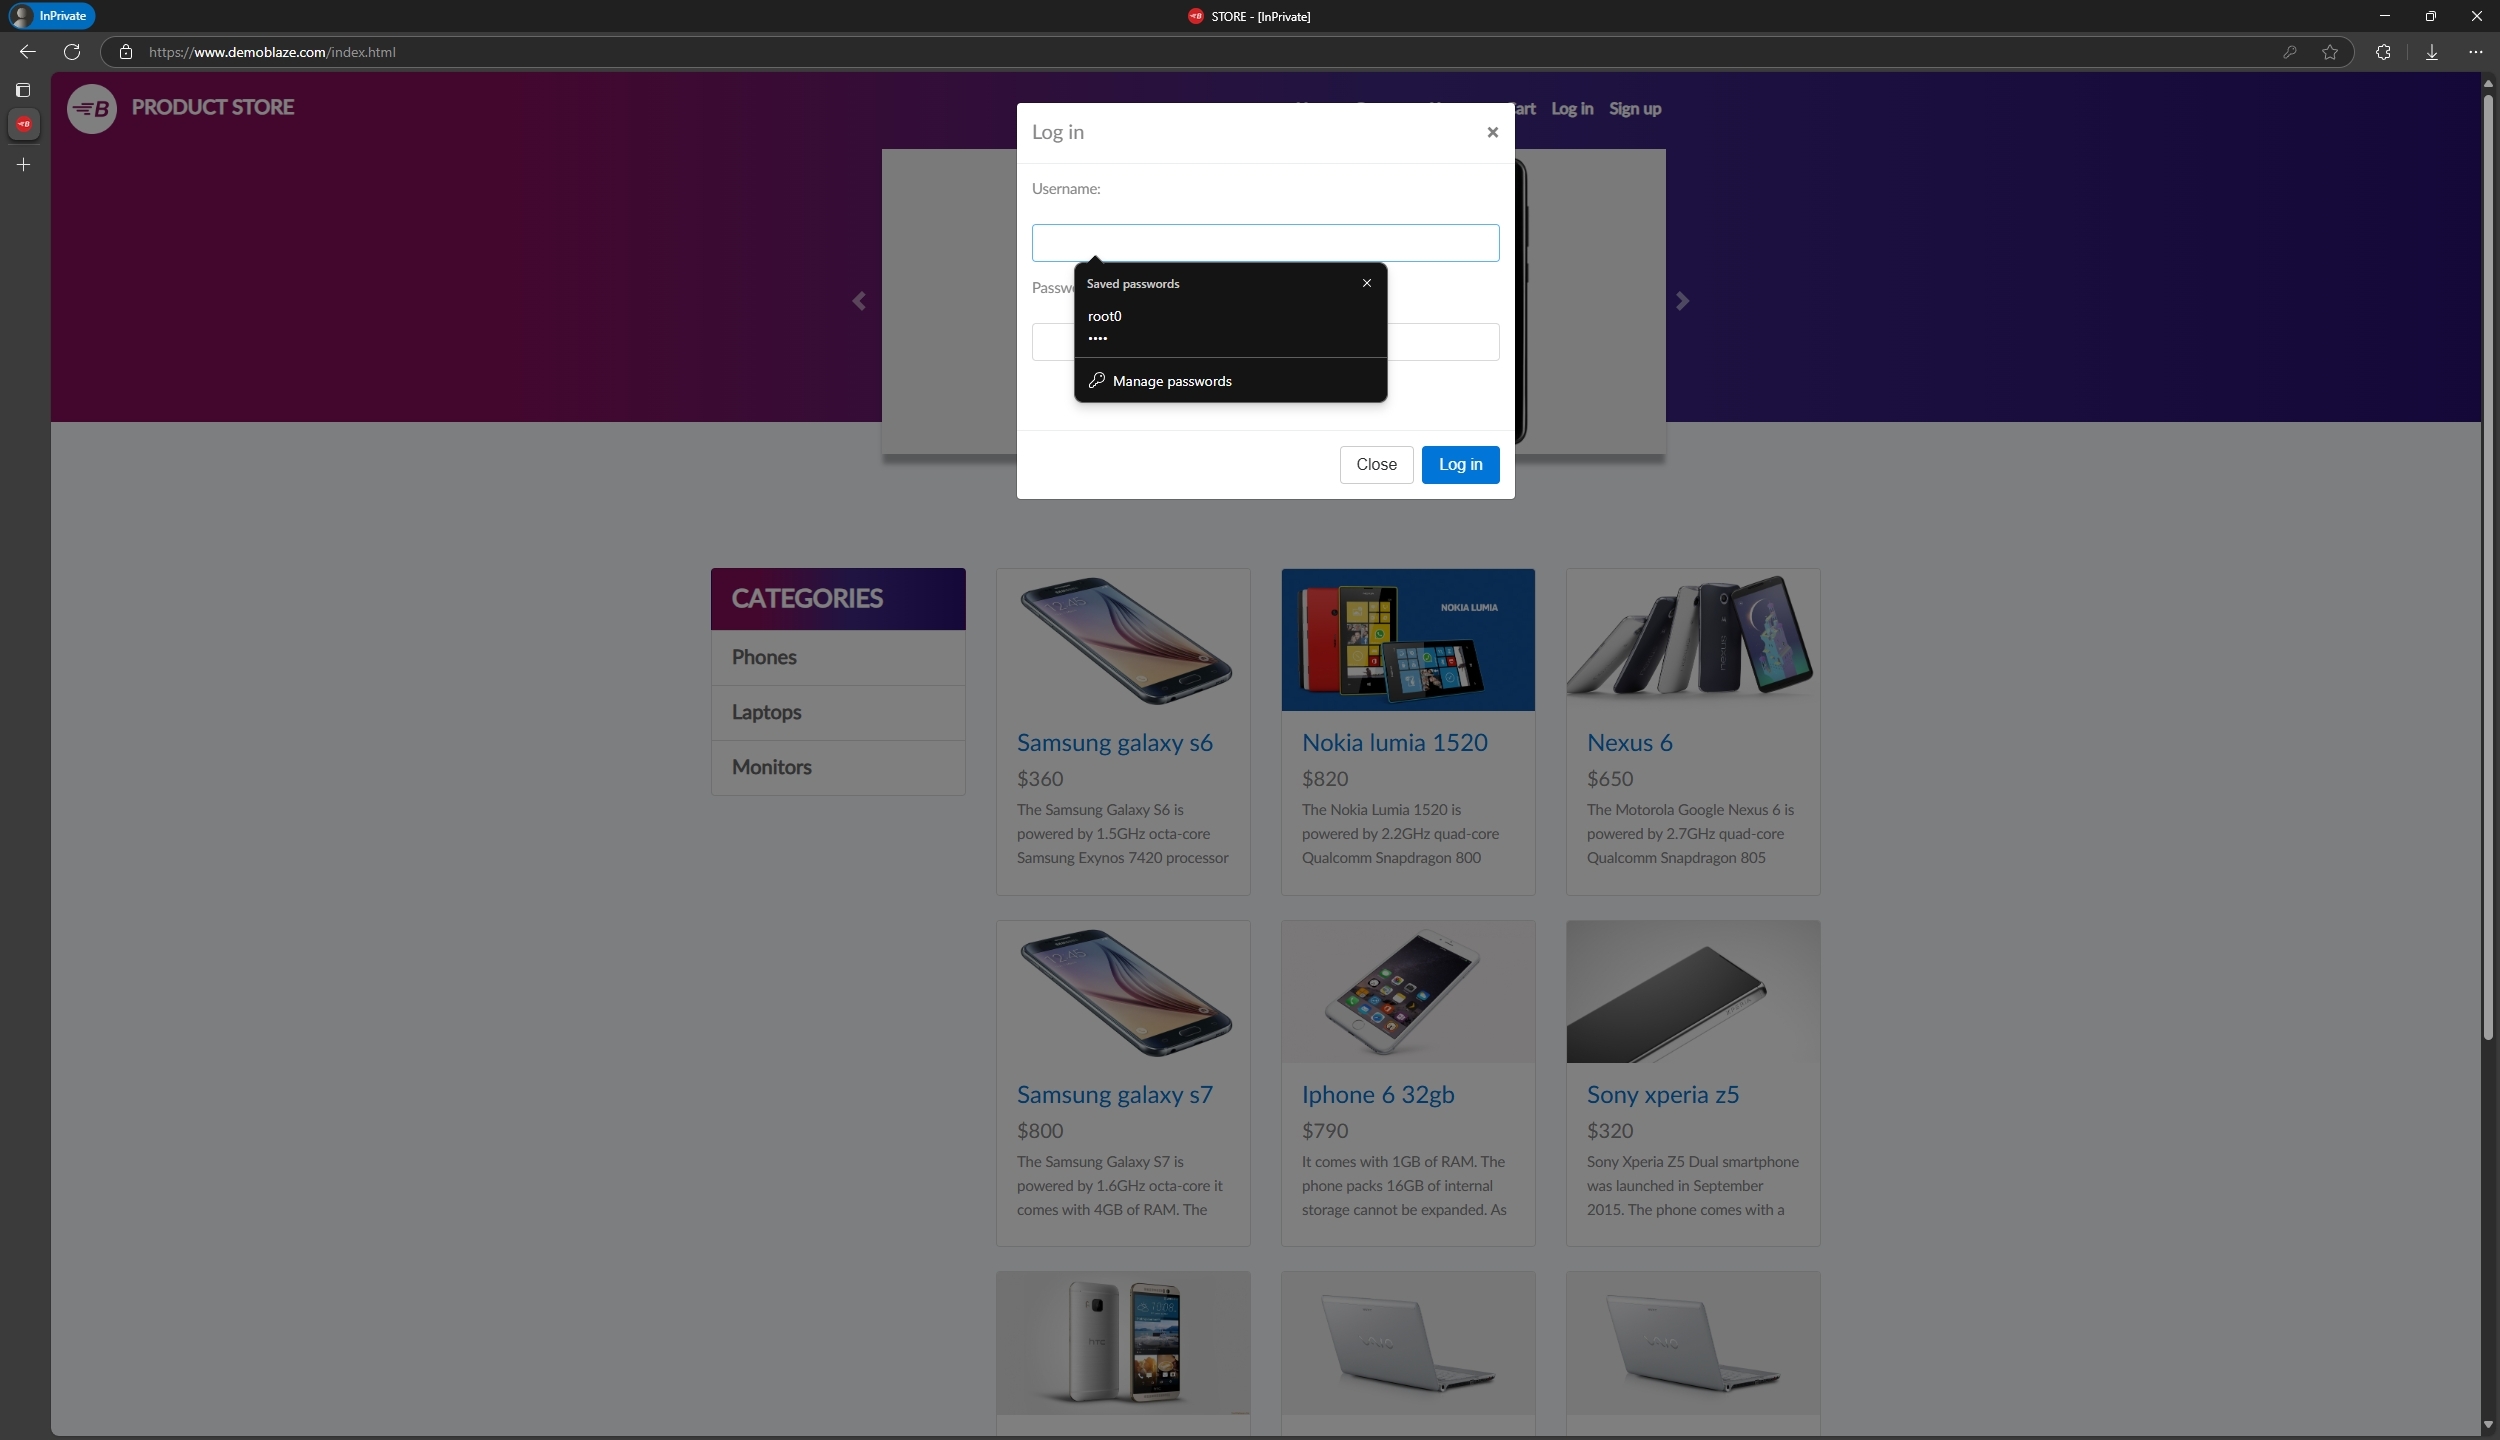 InPrivate
STORE - [InPrivate]
https://www.demoblaze.com/index.html
PRODUCT STORE
Log in
Sign up
Log in
×
Username:
Saved passwords
root0
••••
Manage passwords
Close
Log in
CATEGORIES
Phones
Laptops
Monitors
NOKIA LUMIA
Samsung galaxy s6
$360
The Samsung Galaxy S6 is
powered by 1.5GHz octa-core
Samsung Exynos 7420 processor
Nokia lumia 1520
$820
The Nokia Lumia 1520 is
powered by 2.2GHz quad-core
Qualcomm Snapdragon 800
Nexus 6
$650
The Motorola Google Nexus 6 is
powered by 2.7GHz quad-core
Qualcomm Snapdragon 805
Samsung galaxy s7
$800
The Samsung Galaxy S7 is
powered by 1.6GHz octa-core it
comes with 4GB of RAM. The
Iphone 6 32gb
$790
It comes with 1GB of RAM. The
phone packs 16GB of internal
storage cannot be expanded. As
Sony xperia z5
$320
Sony Xperia Z5 Dual smartphone
was launched in September
2015. The phone comes with a
hTC
VAIO
VAIO